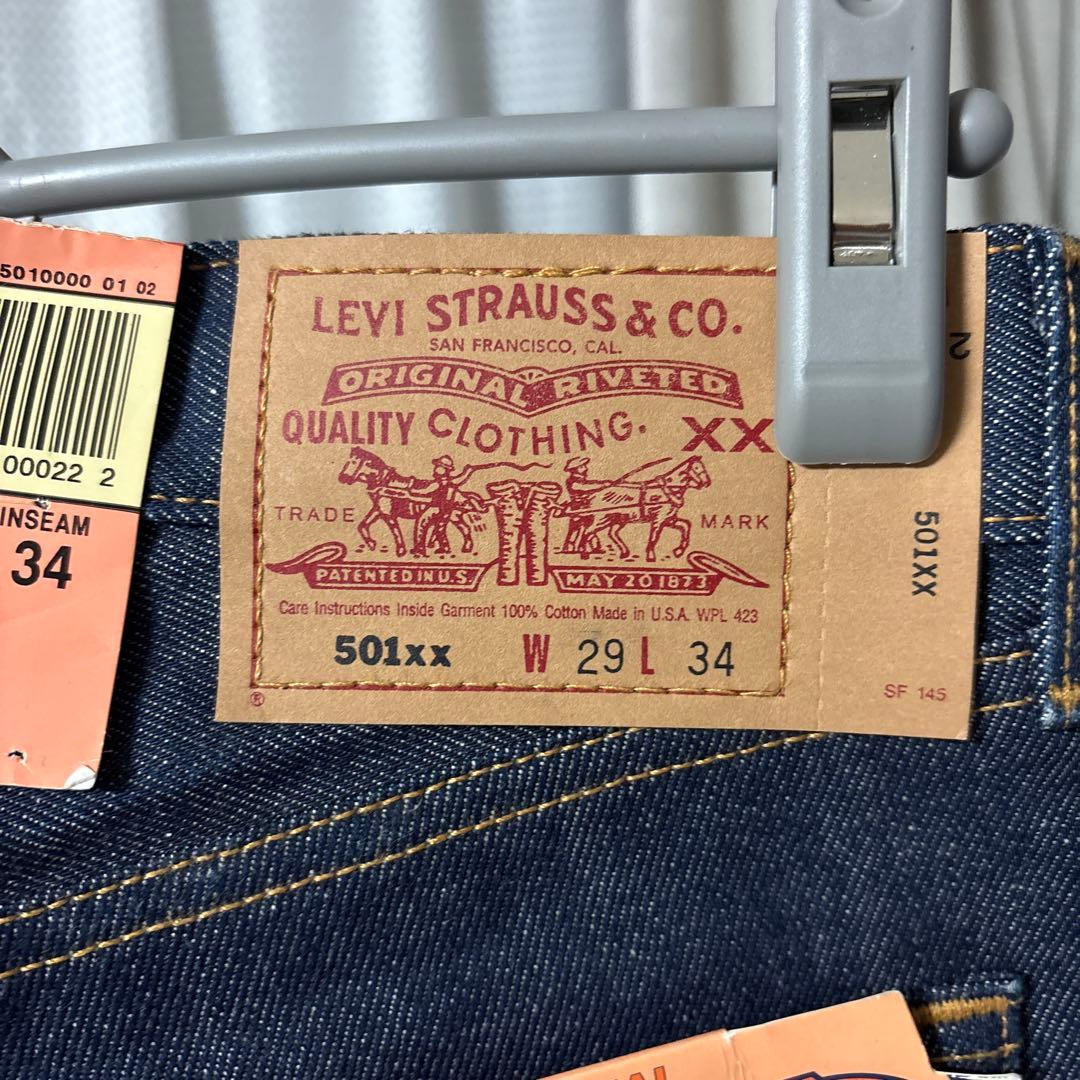 5010000 01 02
00022 2
INSEAM
34
LEVI STRAUSS & CO.
SAN FRANCISCO, CAL.
ORIGINAL RIVETED
QUALITY CLOTHING. XX
TRADE MARK
PATENTED IN U.S. MAY 20 1873
Care Instructions Inside Garment 100% Cotton Made in U.S.A. WPL 423
501xx W 29 L 34
®
2
501XX
SF 145